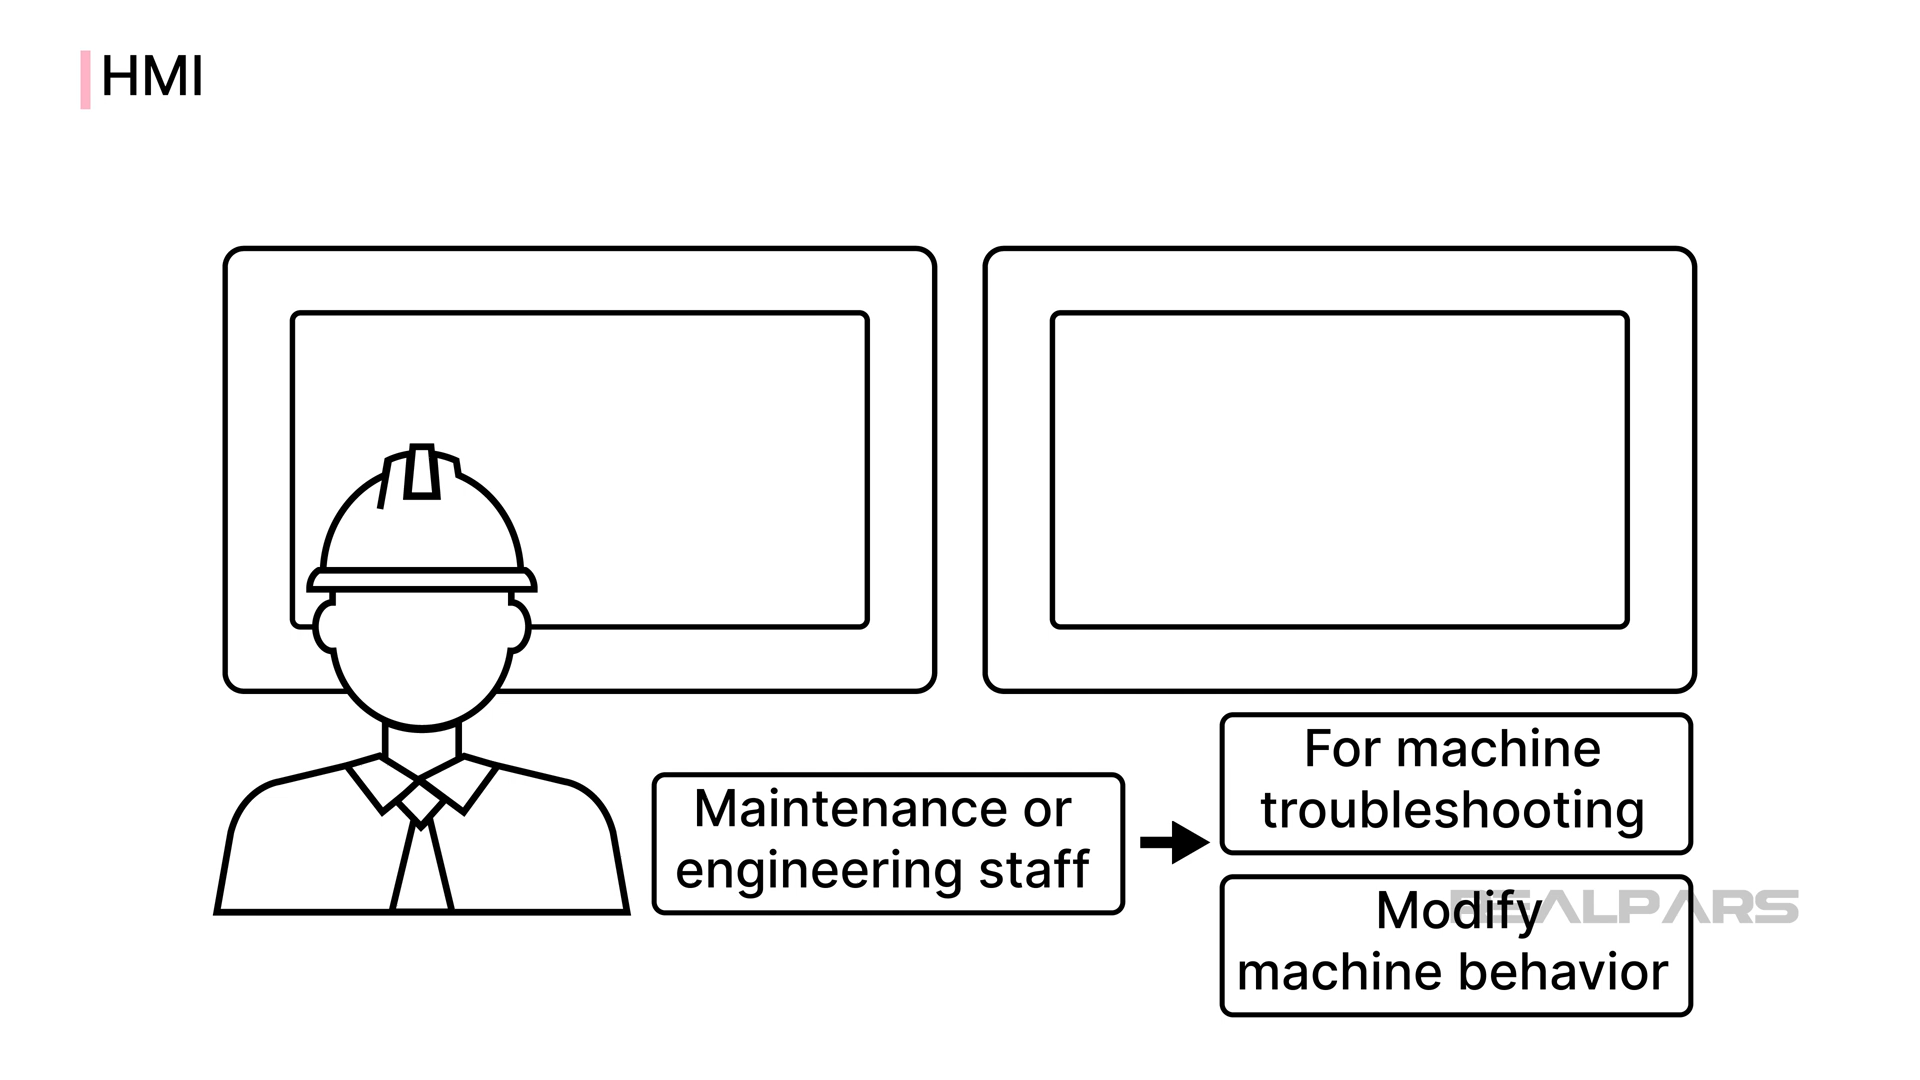 HMI
Maintenance or
engineering staff
For machine
troubleshooting
Modify
machine behavior
REALPARS